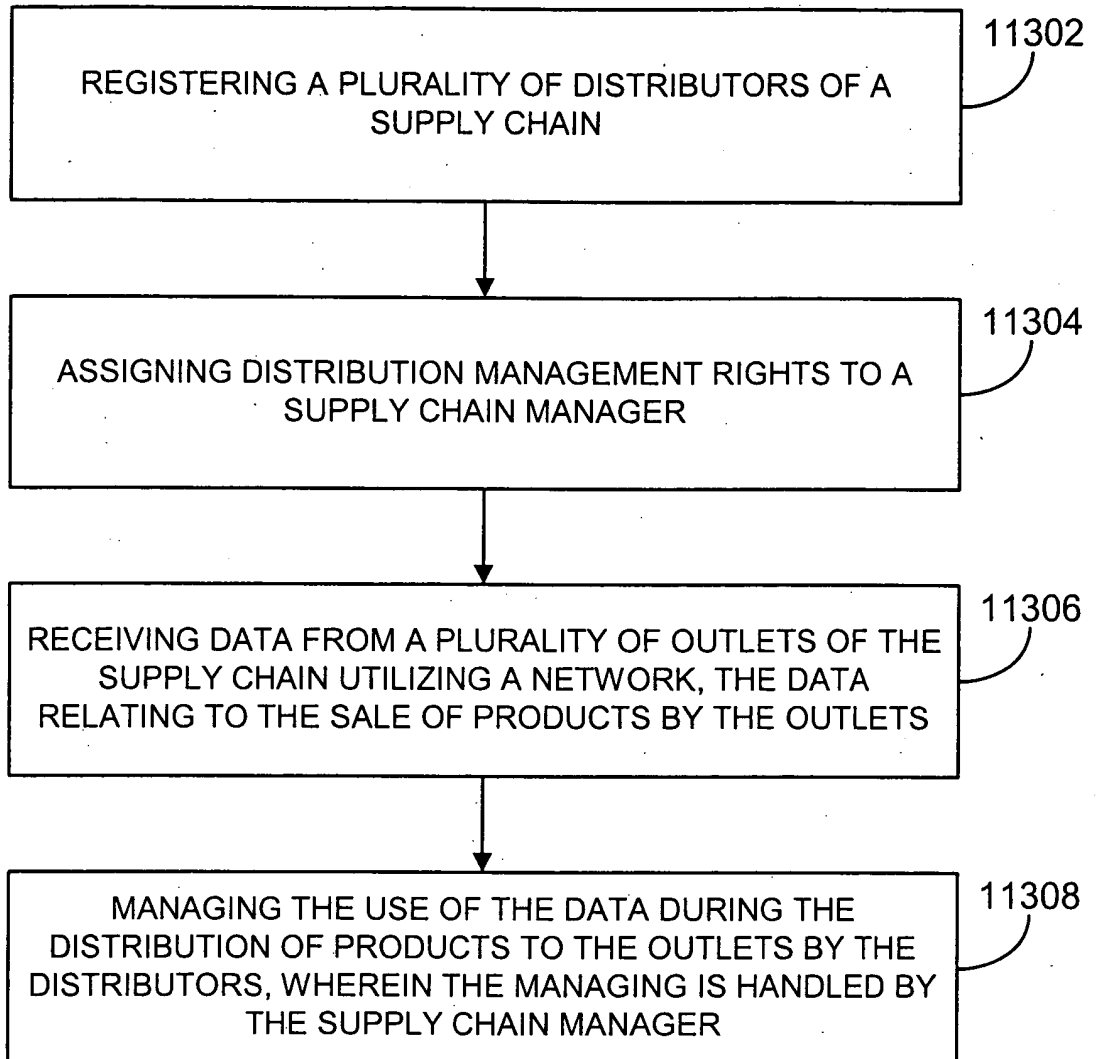 11302
REGISTERING A PLURALITY OF DISTRIBUTORS OF A
SUPPLY CHAIN
11304
ASSIGNING DISTRIBUTION MANAGEMENT RIGHTS TO A
SUPPLY CHAIN MANAGER
11306
RECEIVING DATA FROM A PLURALITY OF OUTLETS OF THE
SUPPLY CHAIN UTILIZING A NETWORK, THE DATA
RELATING TO THE SALE OF PRODUCTS BY THE OUTLETS
11308
MANAGING THE USE OF THE DATA DURING THE
DISTRIBUTION OF PRODUCTS TO THE OUTLETS BY THE
DISTRIBUTORS, WHEREIN THE MANAGING IS HANDLED BY
THE SUPPLY CHAIN MANAGER